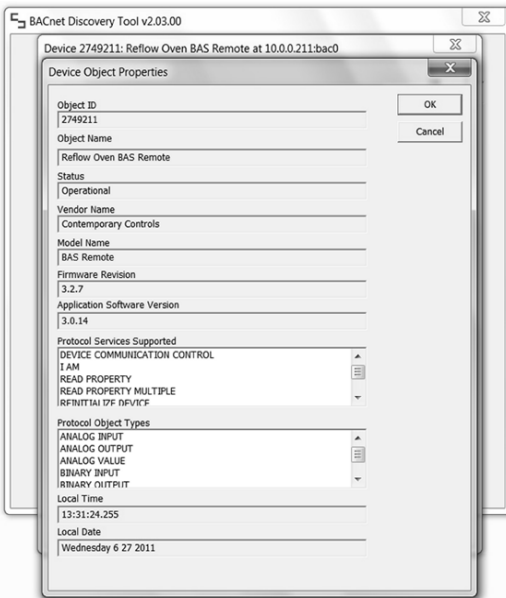 BACnet Discovery Tool v2.03.00
Device 2749211: Reflow Oven BAS Remote at 10.0.0.211:bac0
Device Object Properties
OK
Cancel
Object ID
2749211
Object Name
Reflow Oven BAS Remote
Status
Operational
Vendor Name
Contemporary Controls
Model Name
BAS Remote
Firmware Revision
3.2.7
Application Software Version
3.0.14
Protocol Services Supported
DEVICE COMMUNICATION CONTROL
I AM
READ PROPERTY
READ PROPERTY MULTIPLE
REINITIALIZE DEVICE
Protocol Object Types
ANALOG INPUT
ANALOG OUTPUT
ANALOG VALUE
BINARY INPUT
BINARY OUTPUT
Local Time
13:31:24.255
Local Date
Wednesday 6 27 2011